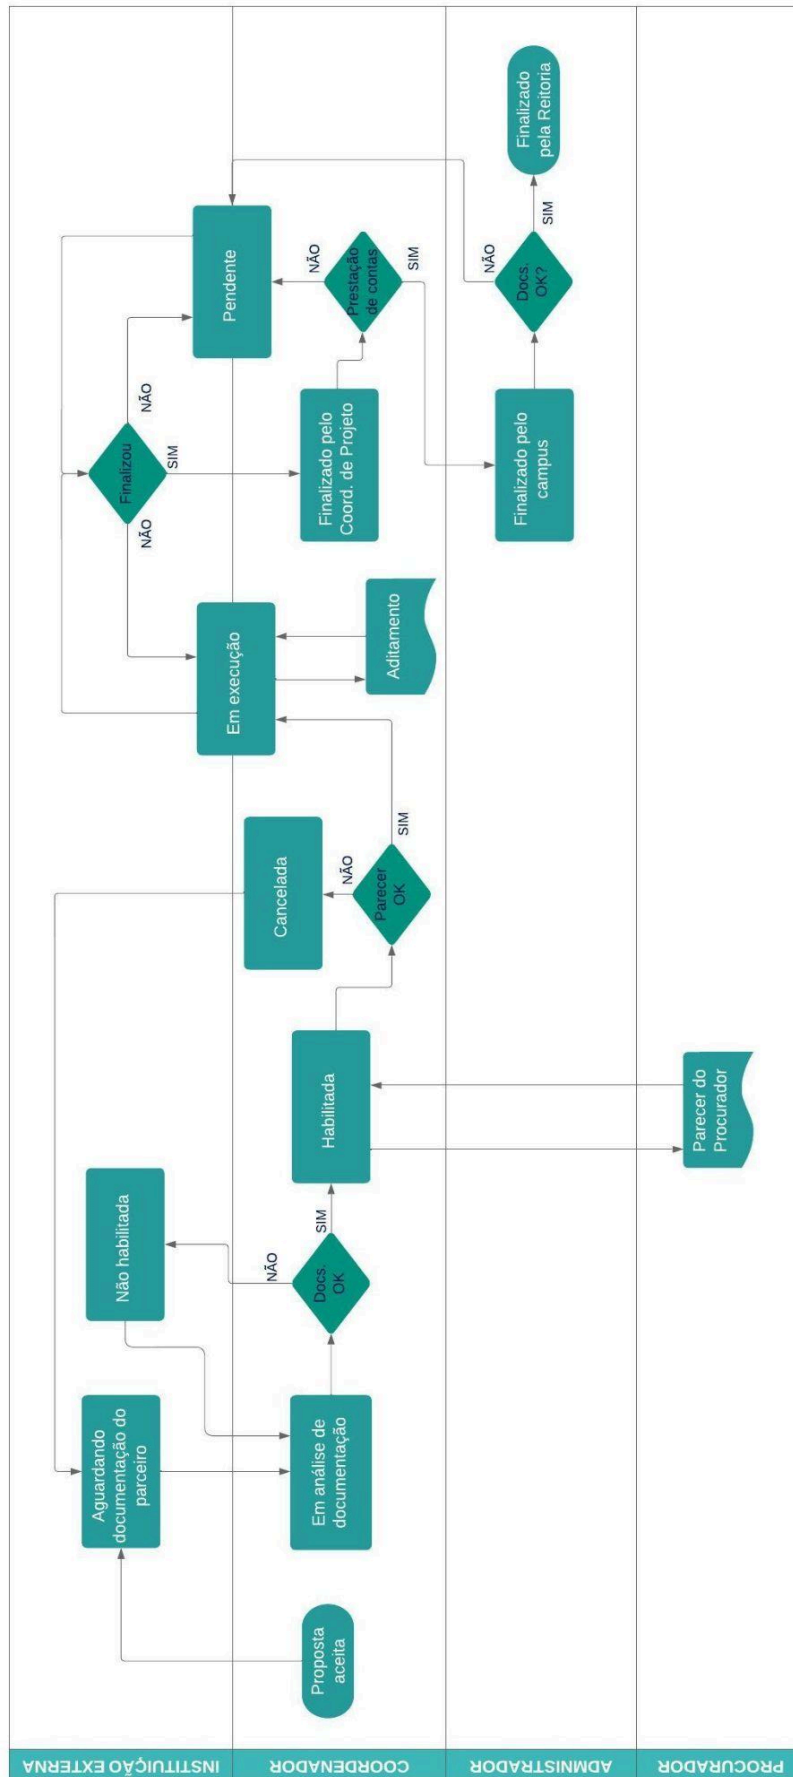 INSTITUIÇÃO EXTERNA
COORDENADOR
ADMNISTRADOR
PROCURADOR
Proposta
aceita
Aguardando
documentação do
parceiro
Em análise de
documentação
Não habilitada
Docs.
OK
NÃO
SIM
Habilitada
Parecer do
Procurador
Parecer
OK
NÃO
SIM
Cancelada
Em execução
Aditamento
Finalizou
NÃO
NÃO
SIM
Finalizado pelo
Coord. de Projeto
Pendente
Prestação
de contas
NÃO
SIM
Finalizado pelo
campus
Docs.
OK?
NÃO
SIM
Finalizado
pela Reitoria